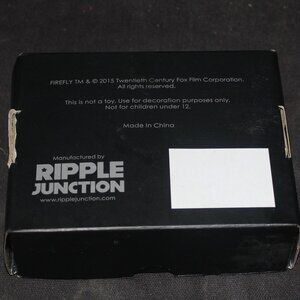 FIREFLY TM & © 2015 Twentieth Century Fox Film Corporation.
All rights reserved.
This is not a toy. Use for decoration purposes only.
Not for children under 12.
Made In China
Manufactured by
RIPPLE
JUNCTION
www.ripplejunction.com